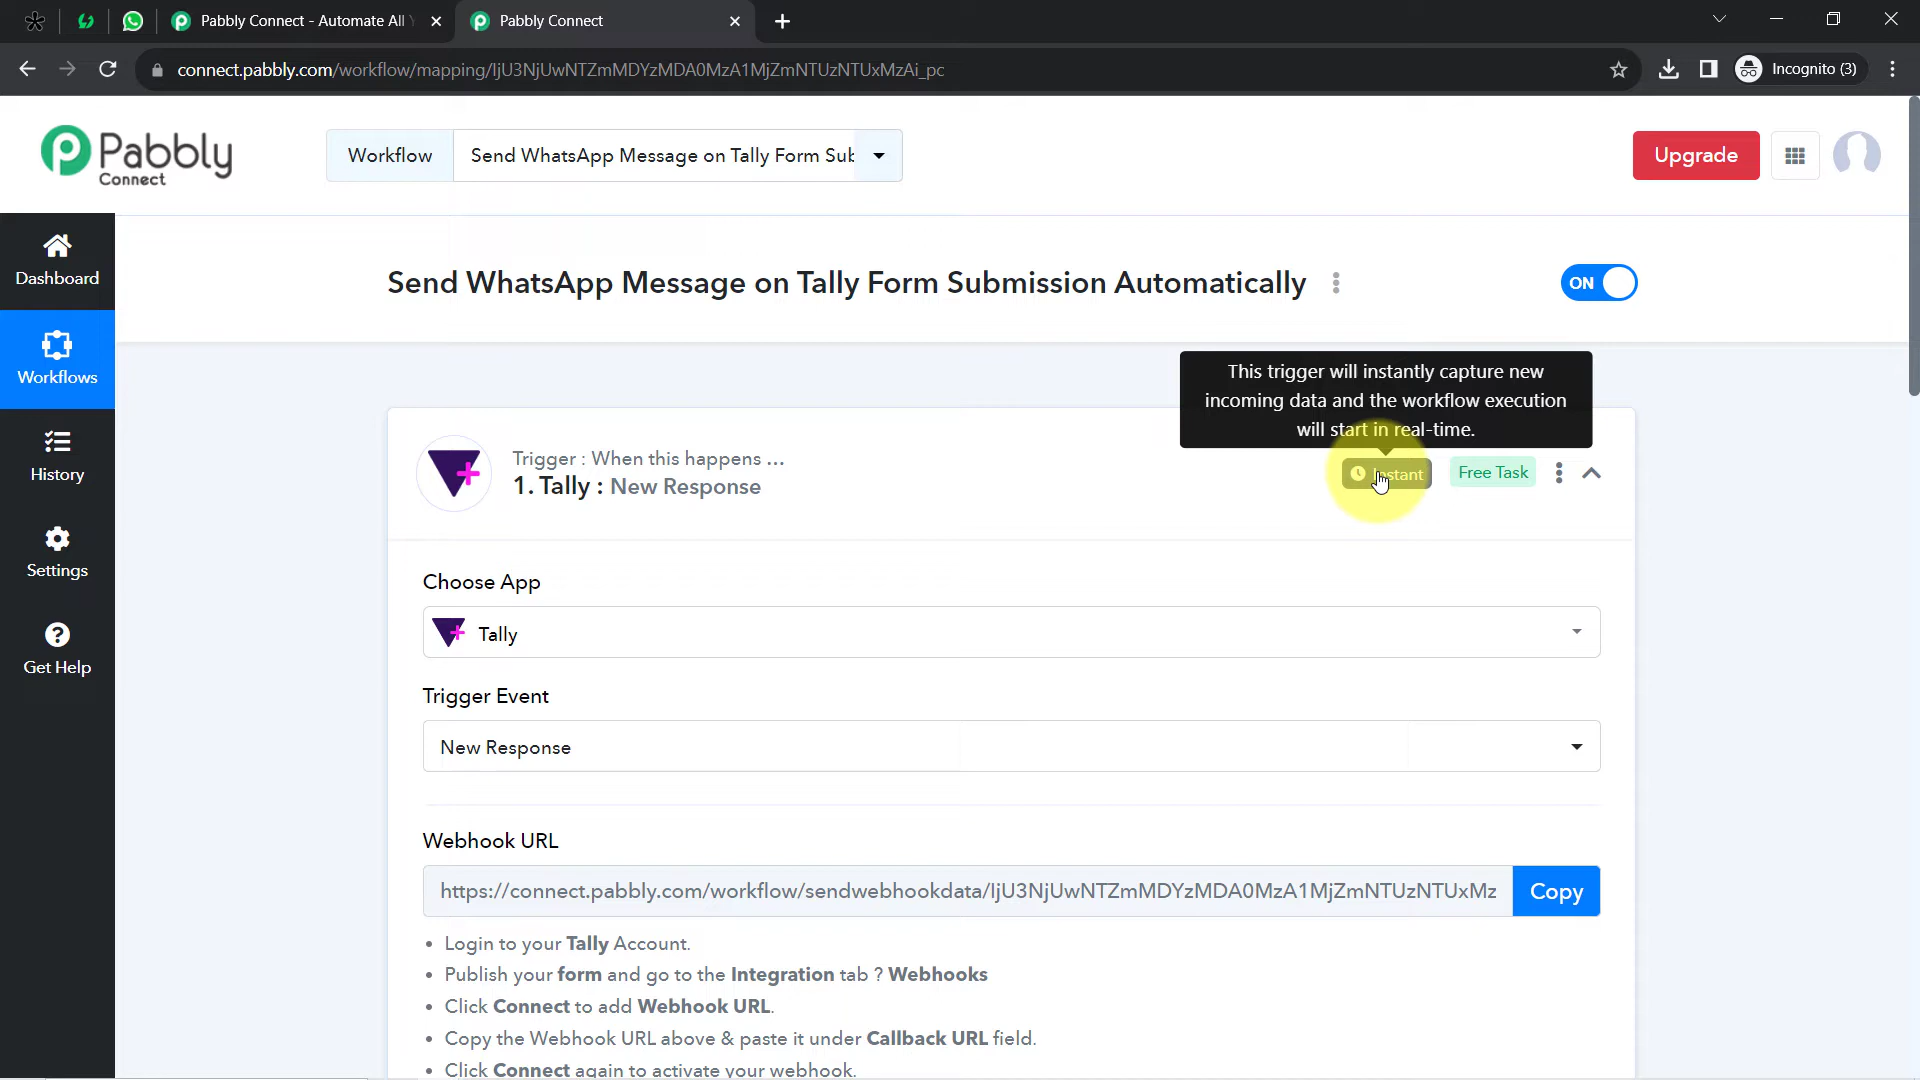 Pabbly Connect - Automate All
Pabbly Connect
connect.pabbly.com/workflow/mapping/IjU3NjUwNTZmMDYzMDA0MzA1MjZmNTUzNTUxMzAi_pc
Incognito (3)
Pabbly
Connect
Workflow
Send WhatsApp Message on Tally Form Sub
Upgrade
Dashboard
Workflows
History
Settings
Get Help
Send WhatsApp Message on Tally Form Submission Automatically
ON
This trigger will instantly capture new
incoming data and the workflow execution
will start in real-time.
Trigger : When this happens ...
1. Tally : New Response
Instant
Free Task
Choose App
Tally
Trigger Event
New Response
Webhook URL
https://connect.pabbly.com/workflow/sendwebhookdata/IjU3NjUwNTZmMDYzMDA0MzA1MjZmNTUzNTUxMz
Copy
• Login to your Tally Account.
• Publish your form and go to the Integration tab ? Webhooks
• Click Connect to add Webhook URL.
• Copy the Webhook URL above & paste it under Callback URL field.
• Click Connect again to activate your webhook.